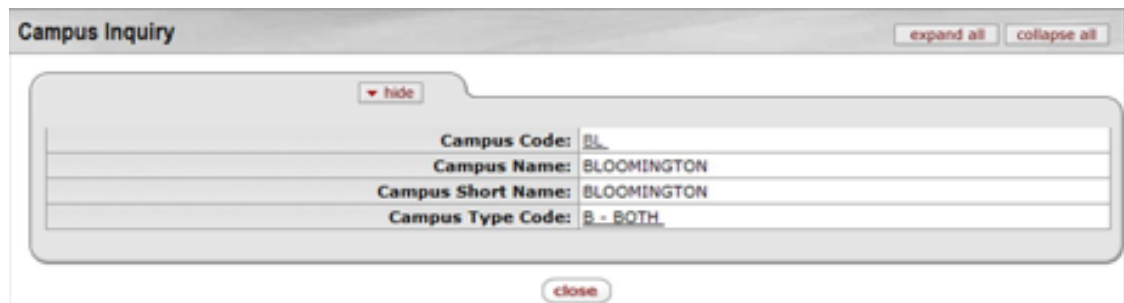 Campus Inquiry expand all collapse all
hide
Campus Code: BL
Campus Name: BLOOMINGTON
Campus Short Name: BLOOMINGTON
Campus Type Code: B - BOTH
close